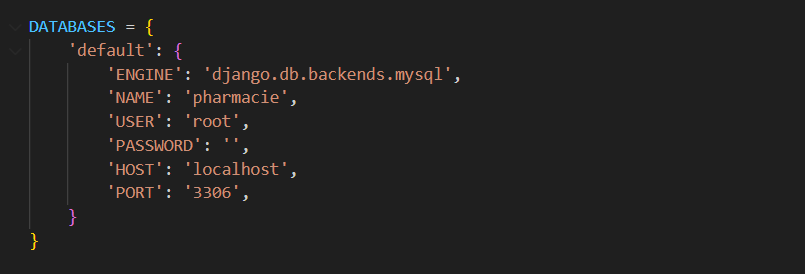 DATABASES = {
    'default': {
        'ENGINE': 'django.db.backends.mysql',
        'NAME': 'pharmacie',
        'USER': 'root',
        'PASSWORD': '',
        'HOST': 'localhost',
        'PORT': '3306',
    }
}